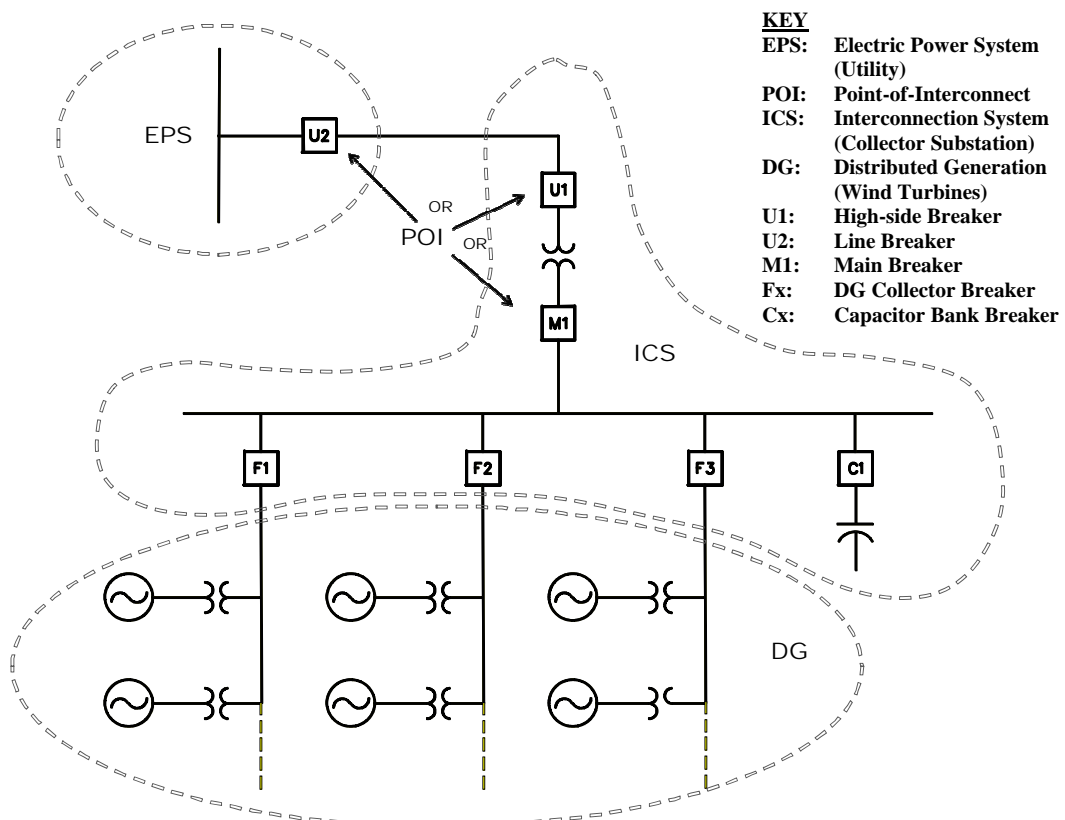 KEY
EPS: Electric Power System
(Utility)
POI: Point-of-Interconnect
ICS: Interconnection System
(Collector Substation)
DG: Distributed Generation
(Wind Turbines)
U1: High-side Breaker
U2: Line Breaker
M1: Main Breaker
Fx: DG Collector Breaker
Cx: Capacitor Bank Breaker
EPS
U2
U1
OR
POI
OR
M1
ICS
F1
F2
F3
C1
DG